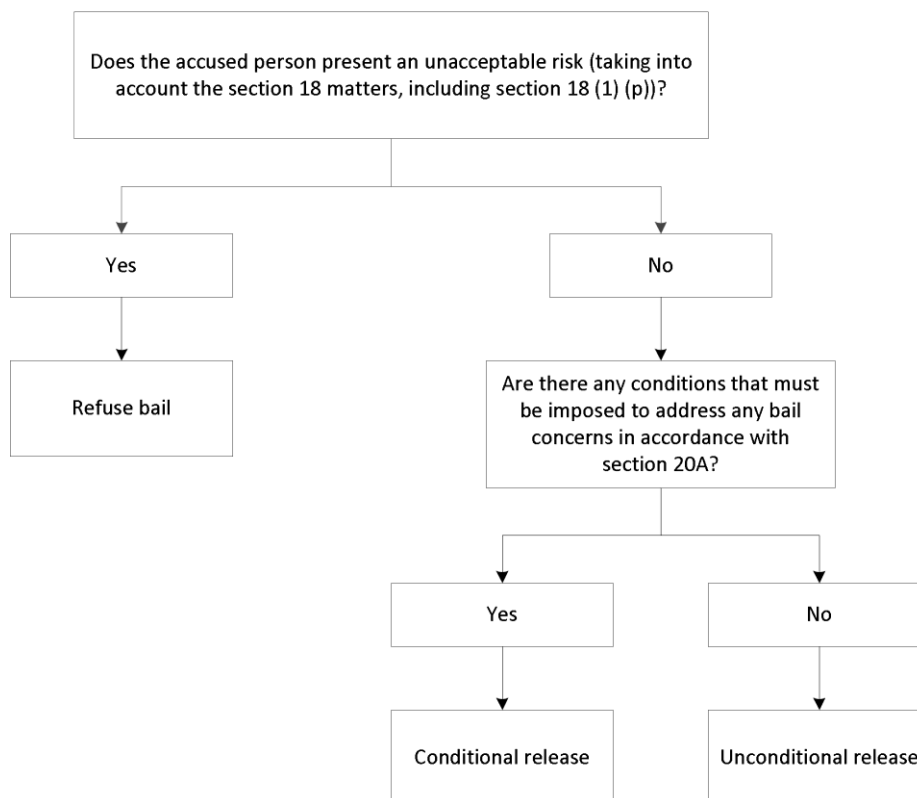 Does the accused person present an unacceptable risk (taking into
account the section 18 matters, including section 18 (1) (p))?
Yes
No
Refuse bail
Are there any conditions that must
be imposed to address any bail
concerns in accordance with
section 20A?
Yes
No
Conditional release
Unconditional release